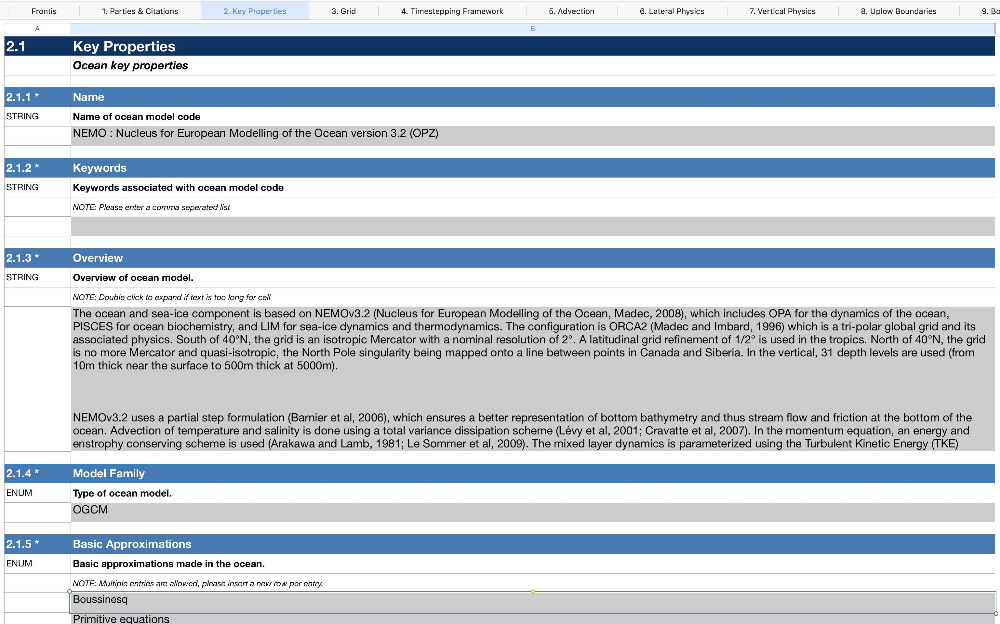 Frontis 1. Parties & Citations 2. Key Properties 3. Grid 4. Timestepping Framework 5. Advection 6. Lateral Physics 7. Vertical Physics 8. Uplow Boundaries 9. Bo
A B
2.1 Key Properties
Ocean key properties
2.1.1 * Name
STRING Name of ocean model code
NEMO : Nucleus for European Modelling of the Ocean version 3.2 (OPZ)
2.1.2 * Keywords
STRING Keywords associated with ocean model code
NOTE: Please enter a comma seperated list
2.1.3 * Overview
STRING Overview of ocean model.
NOTE: Double click to expand if text is too long for cell
The ocean and sea-ice component is based on NEMOv3.2 (Nucleus for European Modelling of the Ocean, Madec, 2008), which includes OPA for the dynamics of the ocean,
PISCES for ocean biochemistry, and LIM for sea-ice dynamics and thermodynamics. The configuration is ORCA2 (Madec and Imbard, 1996) which is a tri-polar global grid and its
associated physics. South of 40°N, the grid is an isotropic Mercator with a nominal resolution of 2°. A latitudinal grid refinement of 1/2° is used in the tropics. North of 40°N, the grid
is no more Mercator and quasi-isotropic, the North Pole singularity being mapped onto a line between points in Canada and Siberia. In the vertical, 31 depth levels are used (from
10m thick near the surface to 500m thick at 5000m).
NEMOv3.2 uses a partial step formulation (Barnier et al, 2006), which ensures a better representation of bottom bathymetry and thus stream flow and friction at the bottom of the
ocean. Advection of temperature and salinity is done using a total variance dissipation scheme (Lévy et al, 2001; Cravatte et al, 2007). In the momentum equation, an energy and
enstrophy conserving scheme is used (Arakawa and Lamb, 1981; Le Sommer et al, 2009). The mixed layer dynamics is parameterized using the Turbulent Kinetic Energy (TKE)
2.1.4 * Model Family
ENUM Type of ocean model.
OGCM
2.1.5 * Basic Approximations
ENUM Basic approximations made in the ocean.
NOTE: Multiple entries are allowed, please insert a new row per entry.
Boussinesq
Primitive equations